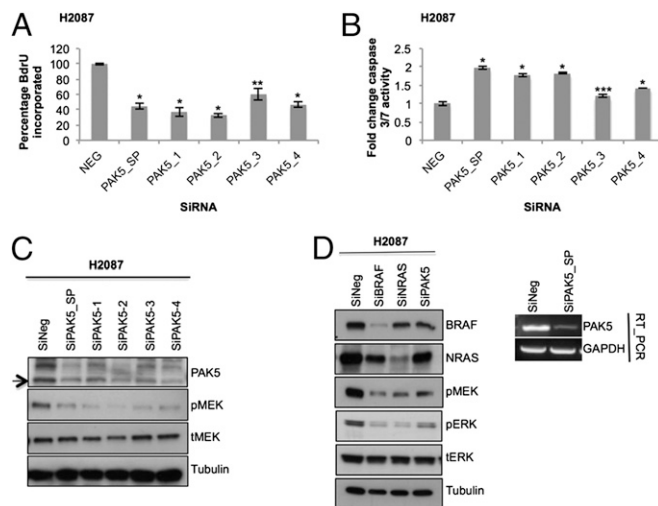 A
H2087
Percentage BdrU
incorporated
120
100
80
60
40
20
0
*
*
*
**
*
NEG
PAK5_SP
PAK5_1
PAK5_2
PAK5_3
PAK5_4
SiRNA
B
H2087
Fold change caspase
3/7 activity
2.5
2
1.5
1
0.5
0
*
*
*
***
*
NEG
PAK5_SP
PAK5_1
PAK5_2
PAK5_3
PAK5_4
SiRNA
C
H2087
SiNeg
SiPAK5_SP
SiPAK5-1
SiPAK5-2
SiPAK5-3
SiPAK5-4
PAK5
pMEK
tMEK
Tubulin
D
H2087
SiNeg
SiBRAF
SiNRAS
SiPAK5
BRAF
NRAS
pMEK
pERK
tERK
Tubulin
SiNeg
SiPAK5_SP
PAK5
GAPDH
RT_PCR